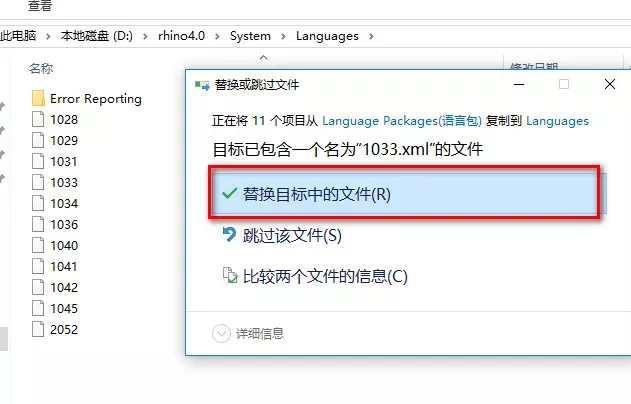 查看
此电脑 > 本地磁盘 (D:) > rhino4.0 > System > Languages >
名称
修改日期
Error Reporting
1028
1029
1031
1033
1034
1036
1040
1041
1042
1045
2052
替换或跳过文件
正在将 11 个项目从 Language Packages(语言包) 复制到 Languages
目标已包含一个名为"1033.xml"的文件
替换目标中的文件(R)
跳过该文件(S)
比较两个文件的信息(C)
详细信息